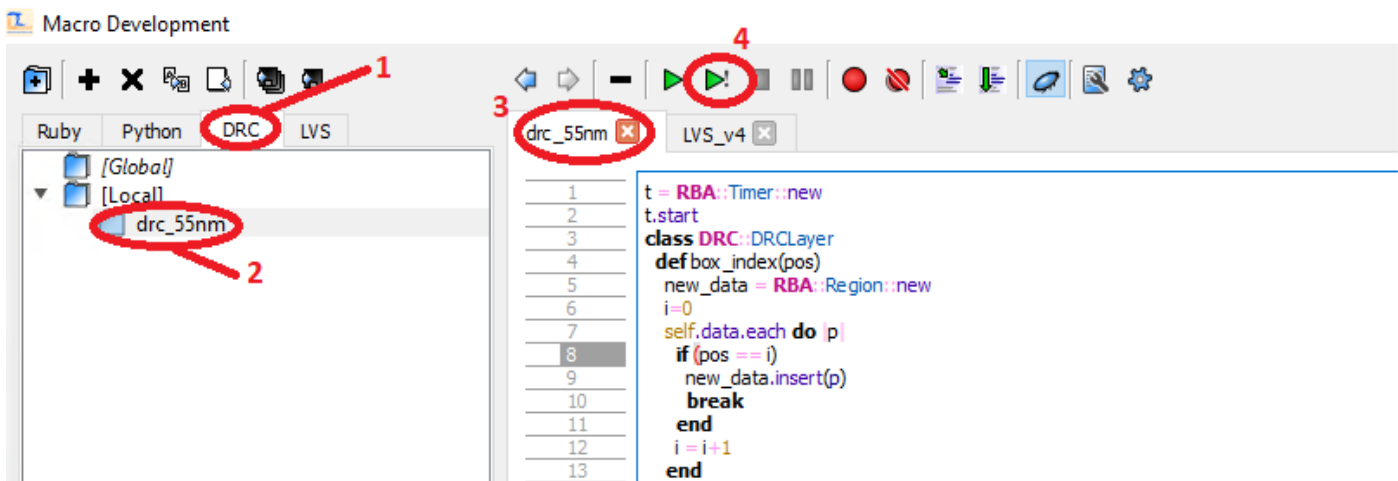 Macro Development
4
1
3
Ruby Python DRC LVS
drc_55nm LVS_v4
[Global]
[Local]
drc_55nm
2
1 t = RBA::Timer::new
2 t.start
3 class DRC::DRCLayer
4 def box_index(pos)
5 new_data = RBA::Region::new
6 i=0
7 self.data.each do |p|
8 if (pos == i)
9 new_data.insert(p)
10 break
11 end
12 i = i+1
13 end